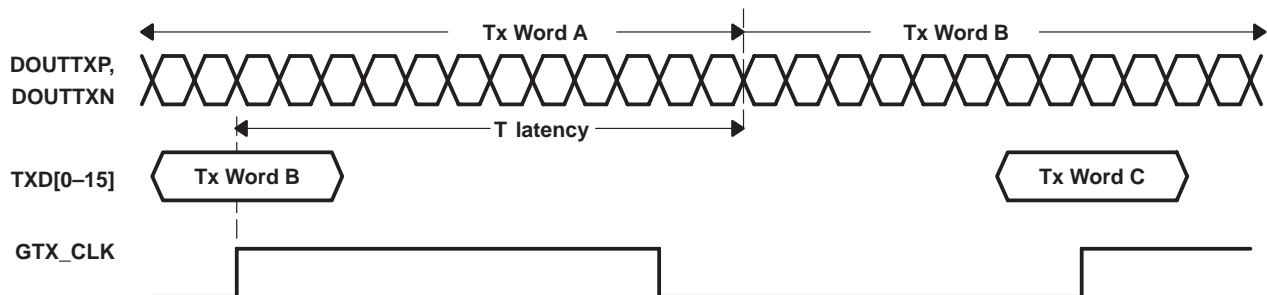 Tx Word A
Tx Word B
DOUTTXP,
DOUTTXN
T latency
TXD[0–15]
Tx Word B
Tx Word C
GTX_CLK